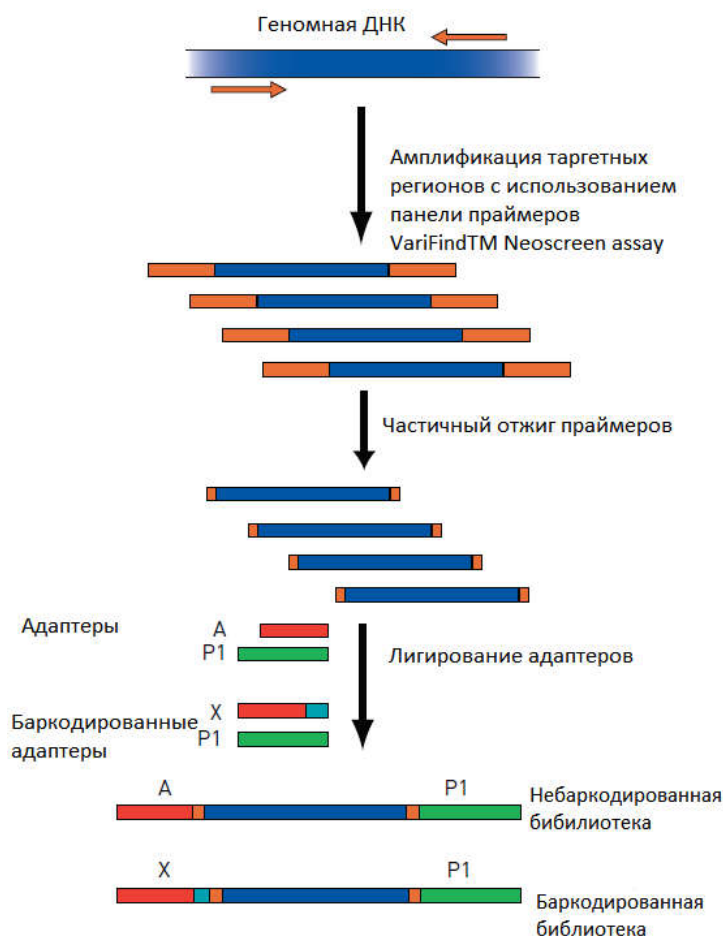 Геномная ДНК
Амплификация таргетных
регионов с использованием
панели праймеров
VariFindTM Neoscreen assay
Частичный отжиг праймеров
Адаптеры
A
P1
Лигирование адаптеров
Баркодированные
адаптеры
X
P1
A
P1
Небаркодированная
бибилиотека
X
P1
Баркодированная
библиотека